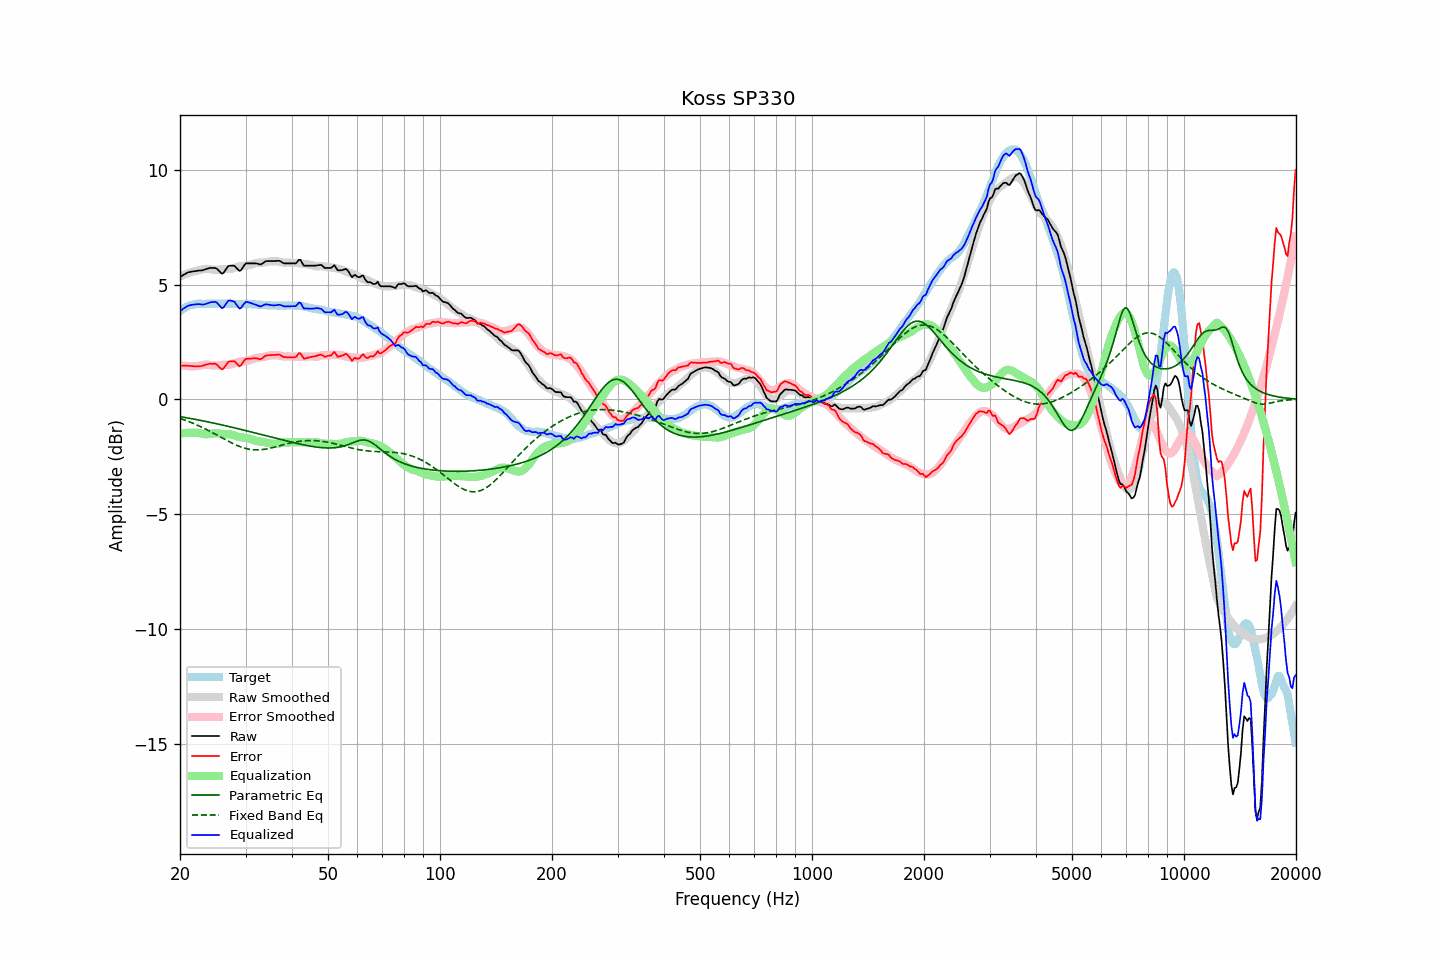 Koss SP330
Amplitude (dBr)
10
5
0
−5
−10
−15
Target
Raw Smoothed
Error Smoothed
Raw
Error
Equalization
Parametric Eq
Fixed Band Eq
Equalized
20 50 100 200 500 1000 2000 5000 10000 20000
Frequency (Hz)